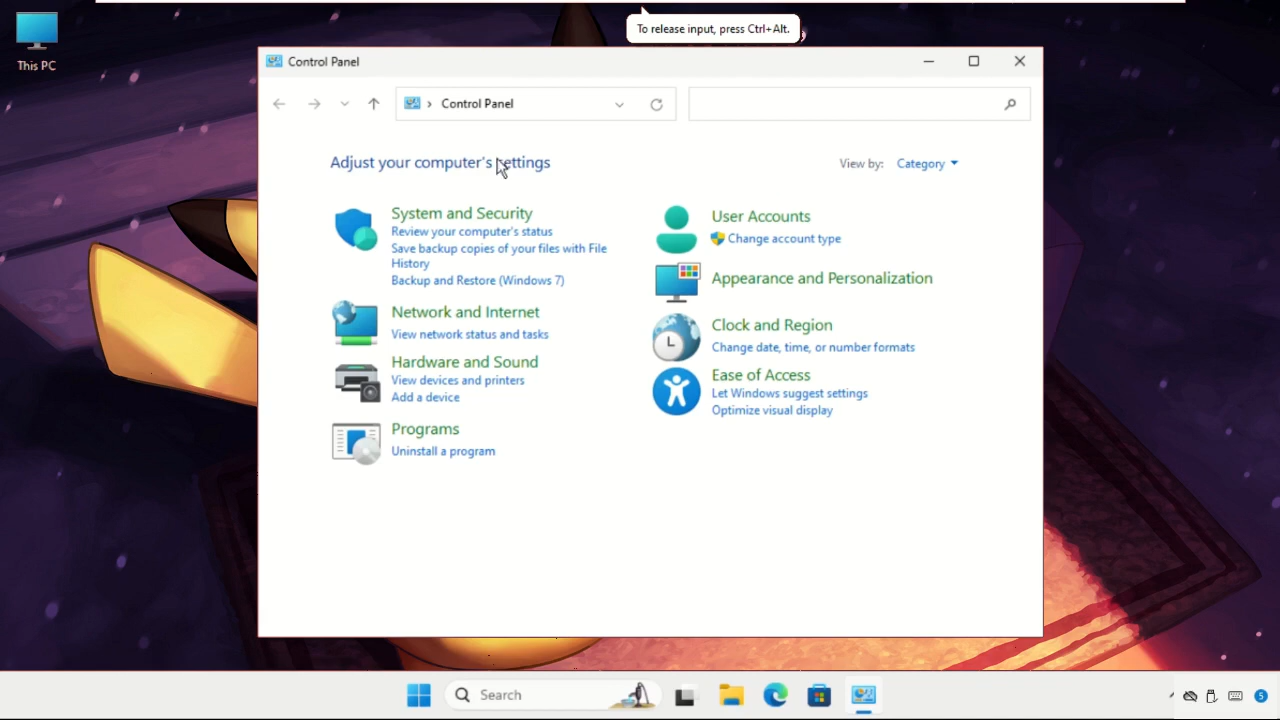 To release input, press Ctrl+Alt.
This PC
Control Panel
Control Panel
Adjust your computer's settings
View by: Category
System and Security
Review your computer's status
Save backup copies of your files with File
History
Backup and Restore (Windows 7)
Network and Internet
View network status and tasks
Hardware and Sound
View devices and printers
Add a device
Programs
Uninstall a program
User Accounts
Change account type
Appearance and Personalization
Clock and Region
Change date, time, or number formats
Ease of Access
Let Windows suggest settings
Optimize visual display
Search
5